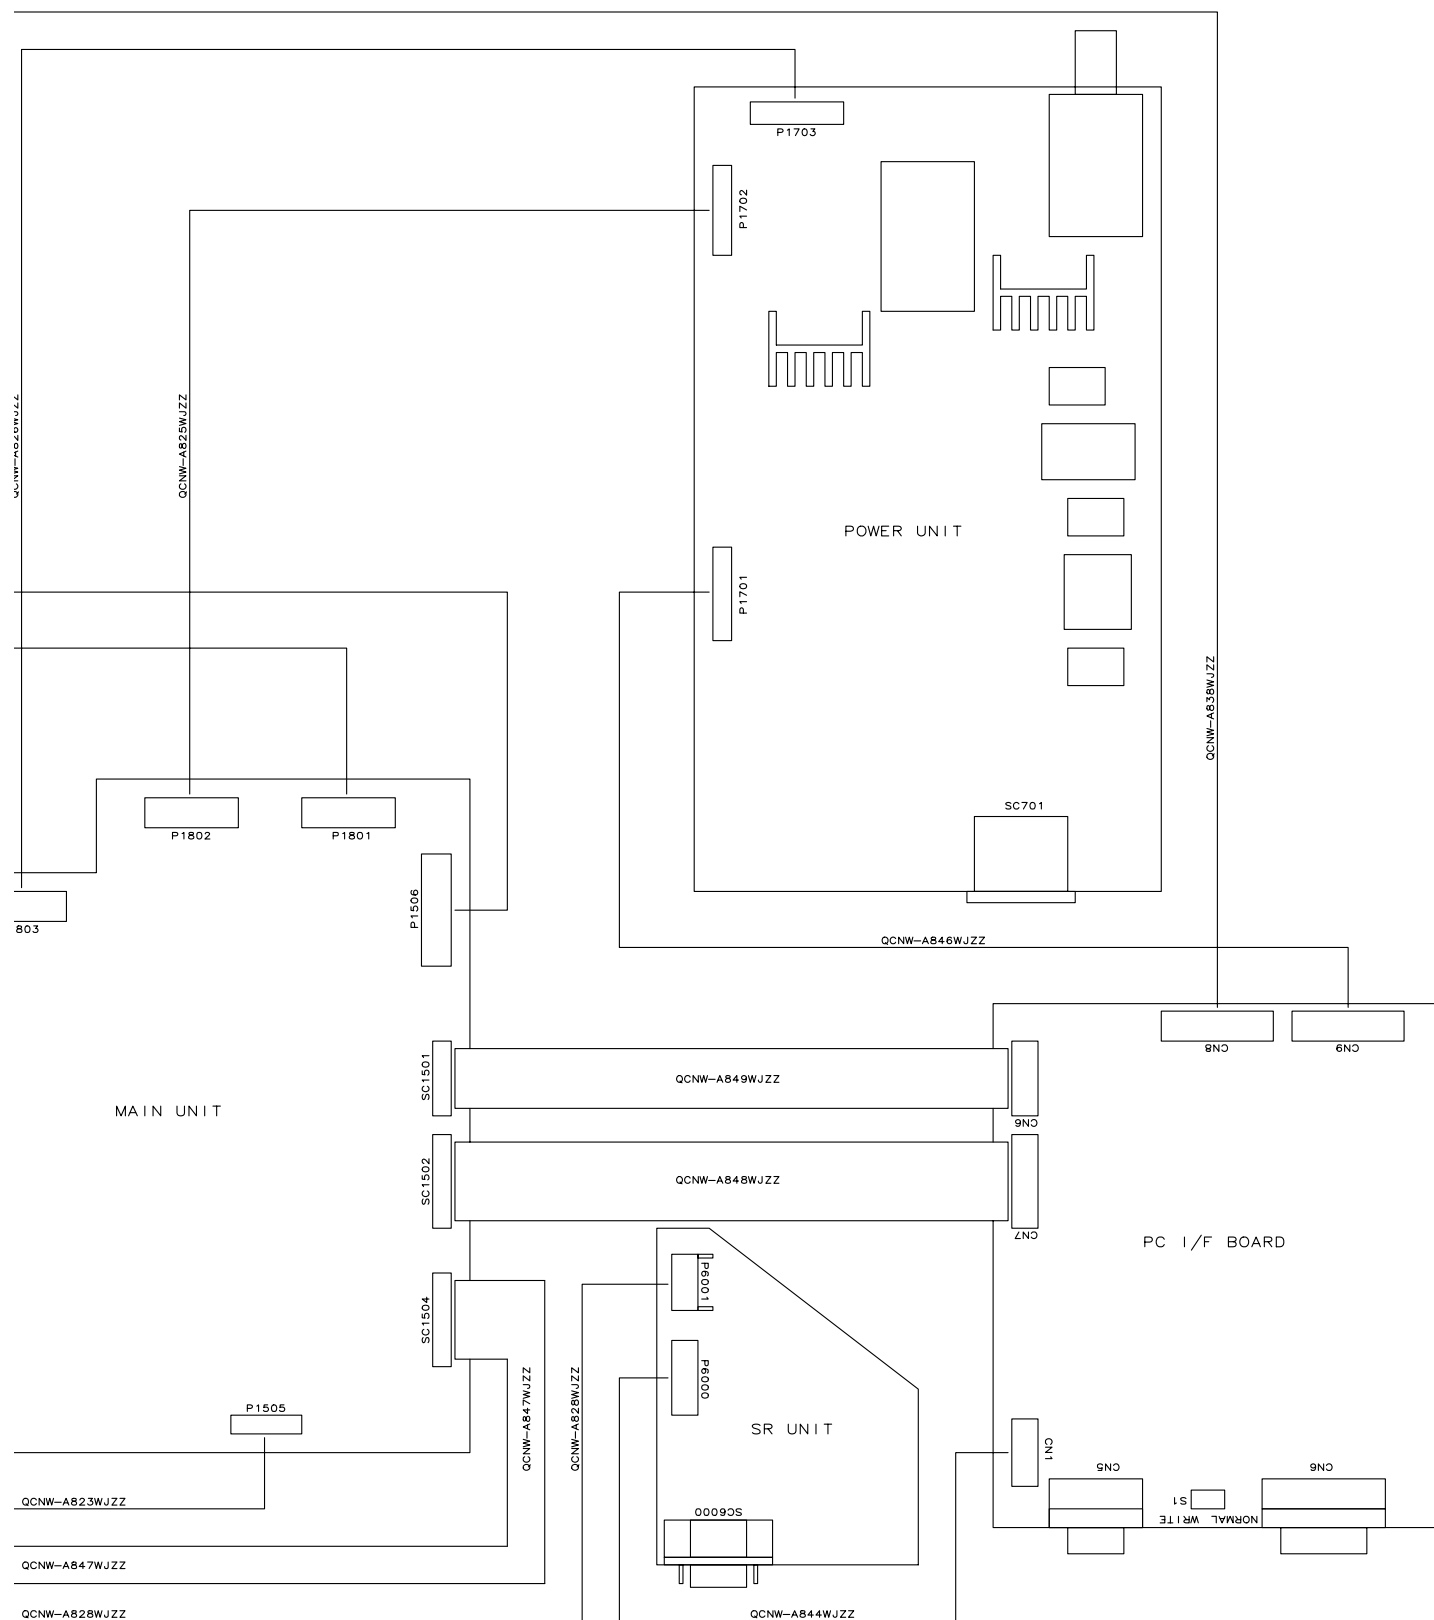 P1703
P1702
QCNW-A826WJZZ
QCNW-A825WJZZ
POWER UNIT
P1701
QCNW-A838WJZZ
SC701
P1802
P1801
P1506
803
QCNW-A846WJZZ
CN8
CN9
SC1501
QCNW-A849WJZZ
CN6
MAIN UNIT
SC1502
QCNW-A848WJZZ
CN7
PC I/F BOARD
P6001
SC1504
P6000
QCNW-A847WJZZ
QCNW-A828WJZZ
P1505
SR UNIT
CN1
CN5
CN6
S1
NORMAL WRITE
QCNW-A823WJZZ
SC6000
QCNW-A847WJZZ
QCNW-A828WJZZ
QCNW-A844WJZZ